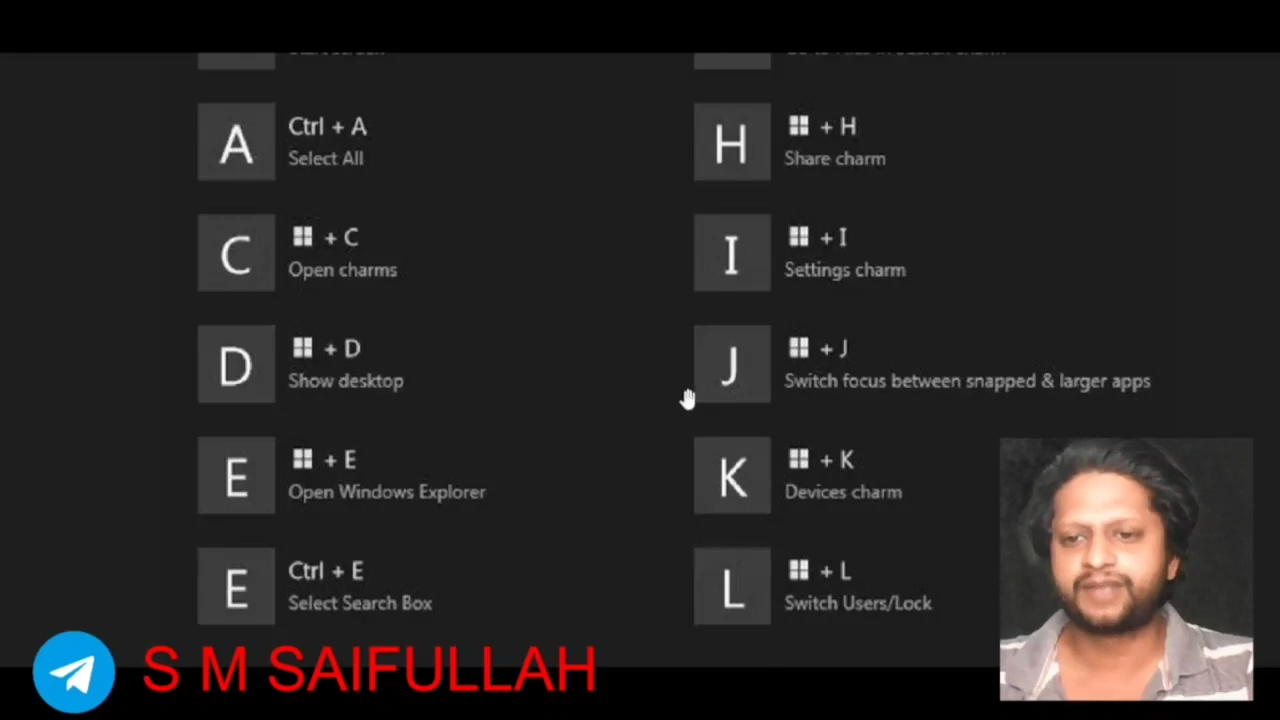 A
Ctrl + A
Select All
C
+ C
Open charms
D
+ D
Show desktop
E
+ E
Open Windows Explorer
E
Ctrl + E
Select Search Box
H
+ H
Share charm
I
+ I
Settings charm
J
+ J
Switch focus between snapped & larger apps
K
+ K
Devices charm
L
+ L
Switch Users/Lock
S M SAIFULLAH